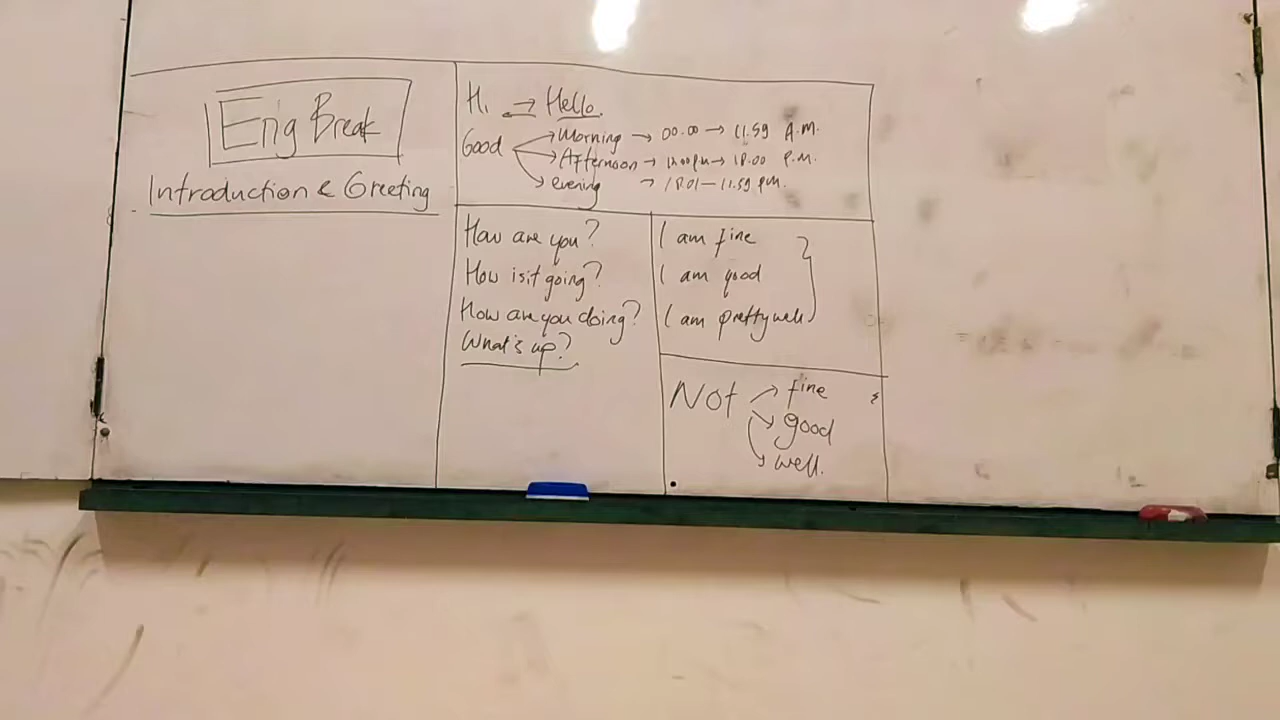 Eng Break
Introduction & Greeting
Hi → Hello.
Good → Morning → 00.00 → 11.59 A.M.
→ Afternoon → 12.00 pm → 18.00 P.M.
→ evening → 18.01 — 11.59 pm.
How are you?
How is it going?
How are you doing?
What's up?
I am fine
I am good
I am pretty well
Not → fine
→ good
→ well.